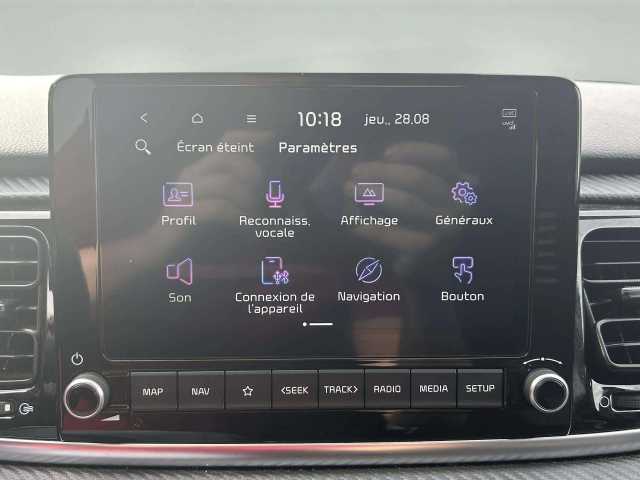 10:18 jeu., 28.08
Écran éteint Paramètres
Profil Reconnaiss. vocale Affichage Généraux
Son Connexion de l'appareil Navigation Bouton
MAP NAV <SEEK TRACK> RADIO MEDIA SETUP